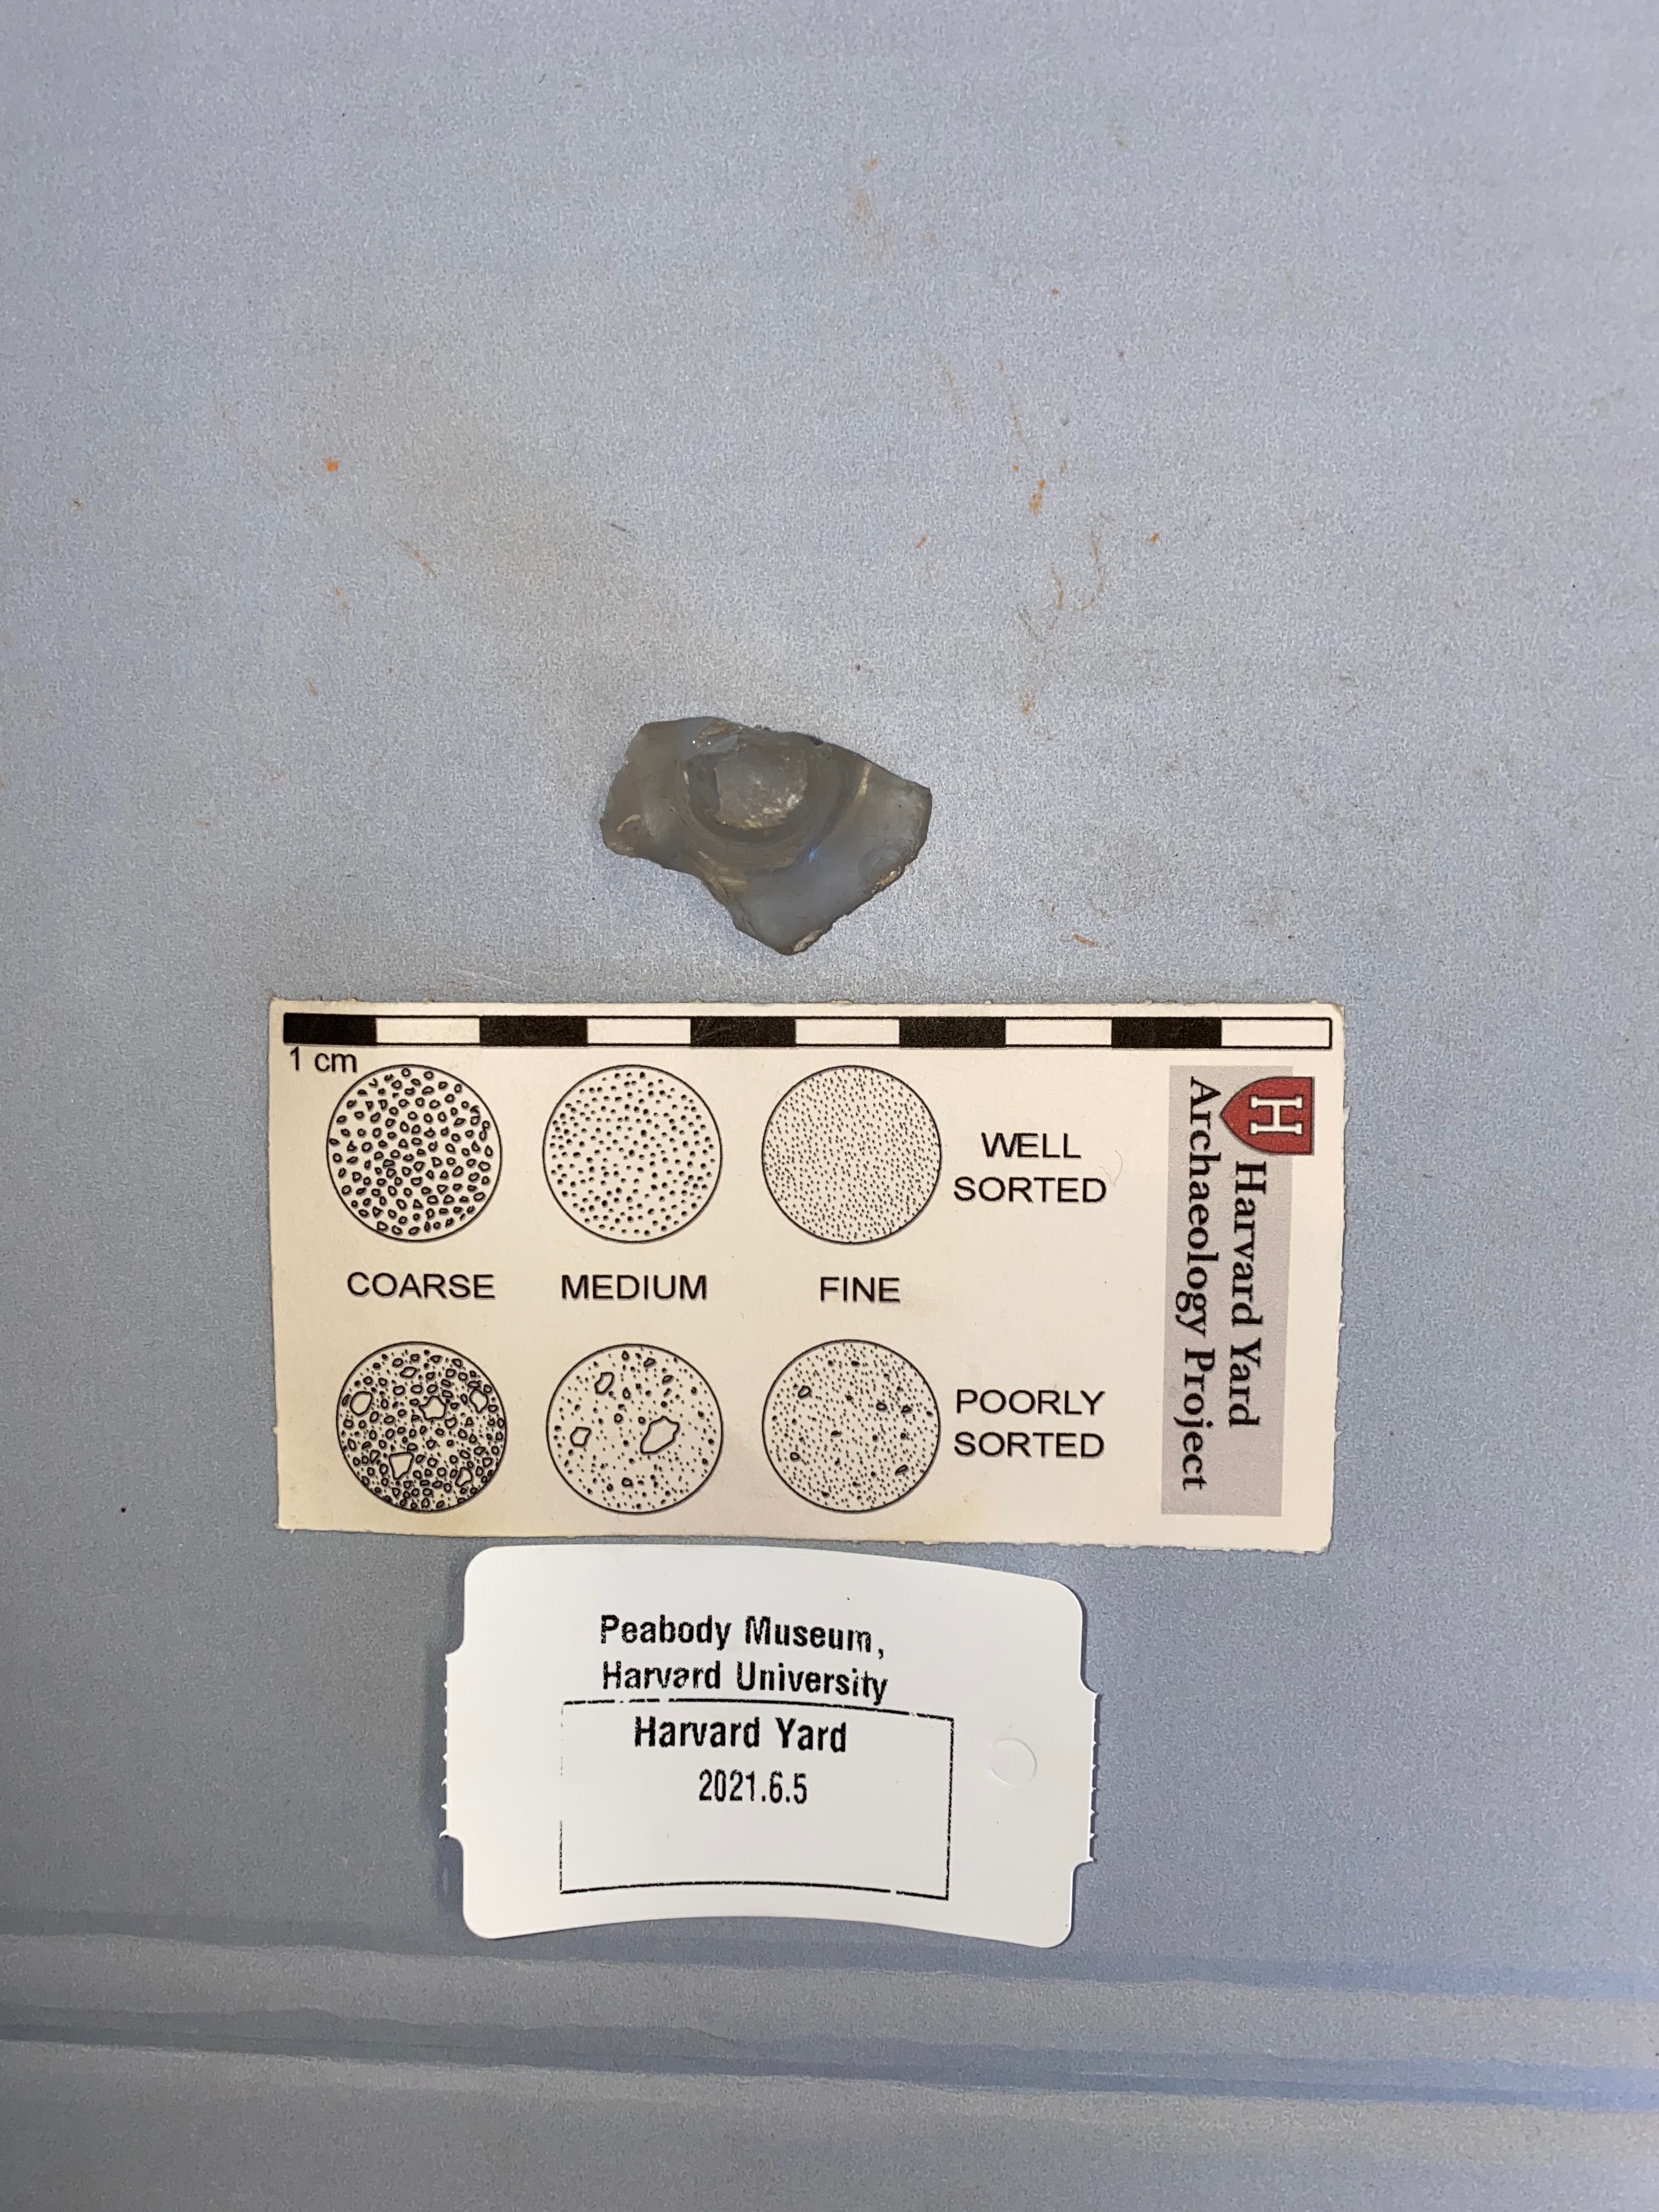 1 cm
WELL
SORTED
COARSE MEDIUM FINE
POORLY
SORTED
H Harvard Yard
Archaeology Project
Peabody Museum,
Harvard University
Harvard Yard
2021.6.5